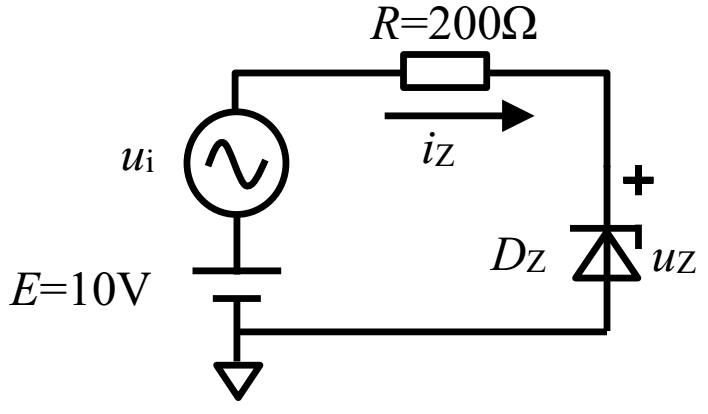 R=200Ω
iZ
ui
+
DZ
uZ
E=10V